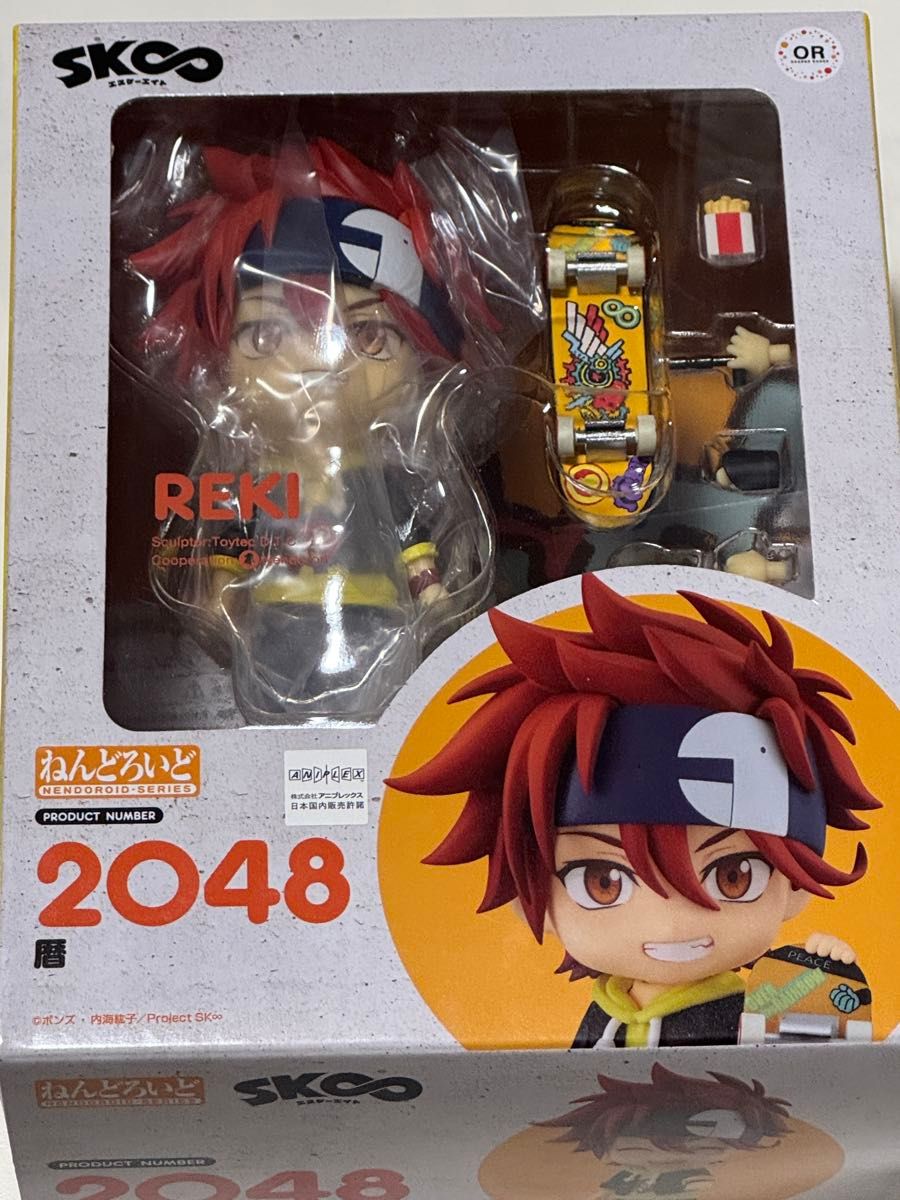 SK∞
エスケーエイト
OR
REKI
Sculptor:Toytec D.T.C
Cooperation:
ねんどろいど
NENDOROID·SERIES
PRODUCT NUMBER
2048
暦
ANIPLEX
株式会社アニプレックス
日本国内販売許諾
©ボンズ・内海紘子/Project SK∞
PEACE
ねんどろいど
NENDOROID·SERIES
SK∞
エスケーエイト
PRODUCT NUMBER
2048